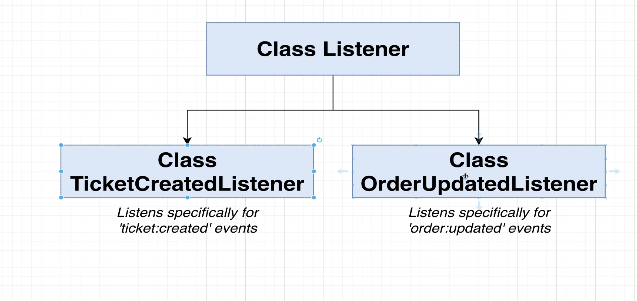 Class Listener
Class
TicketCreatedListener
Class
OrderUpdatedListener
Listens specifically for
'ticket:created' events
Listens specifically for
'order:updated' events